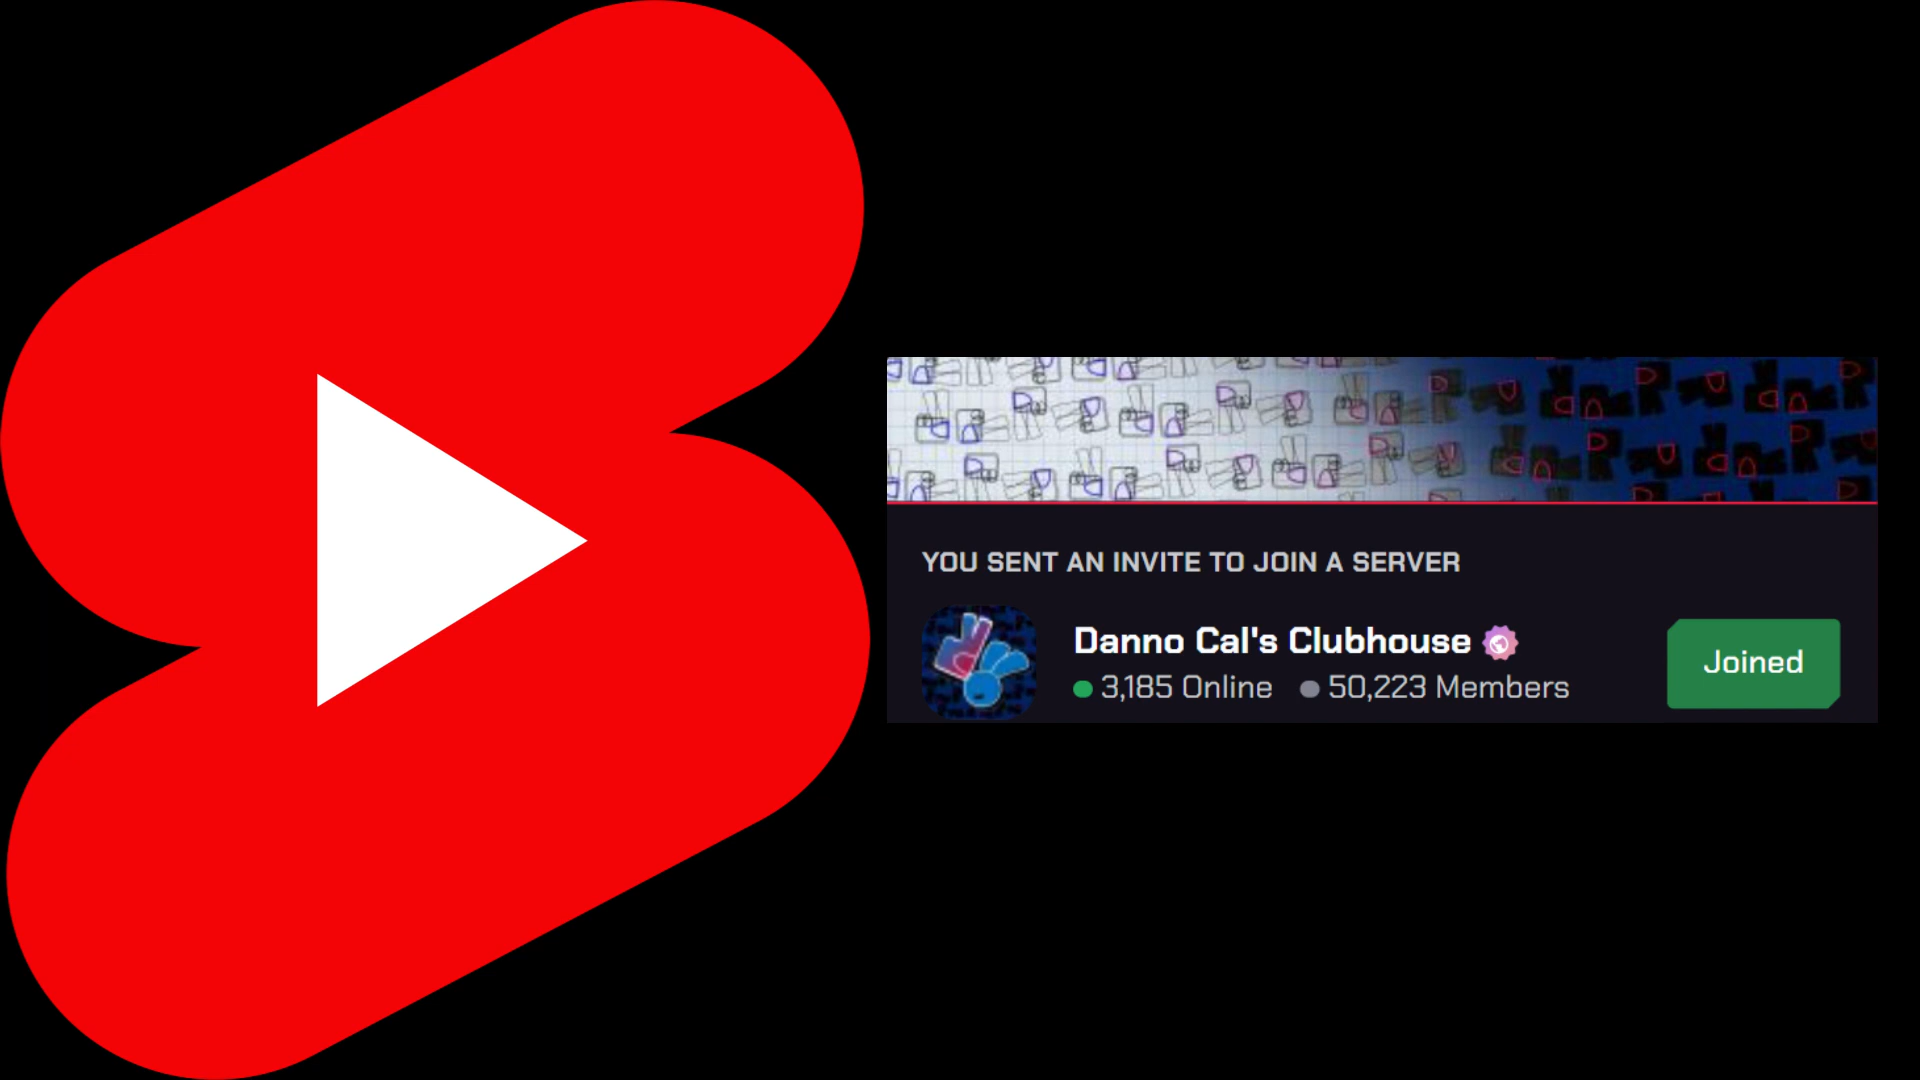 YOU SENT AN INVITE TO JOIN A SERVER
Danno Cal's Clubhouse
3,185 Online 50,223 Members
Joined